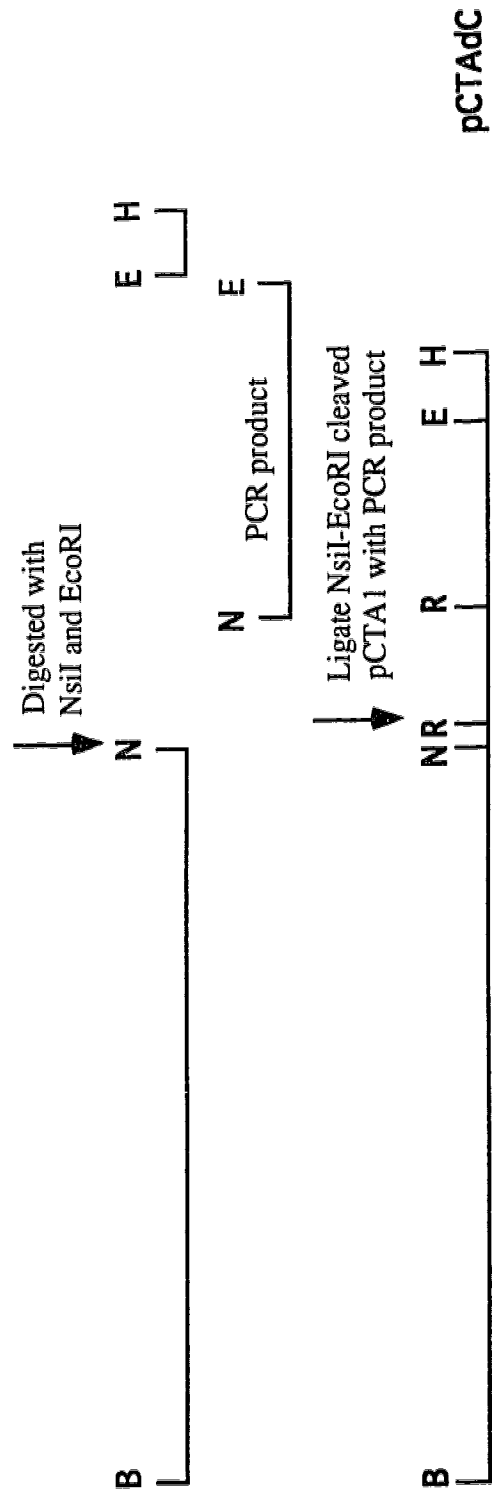 Digested with
NsiI and EcoRI
B N E H
N PCR product E
Ligate NsiI-EcoRI cleaved
pCTA1 with PCR product
B N R R E H
pCTAdC